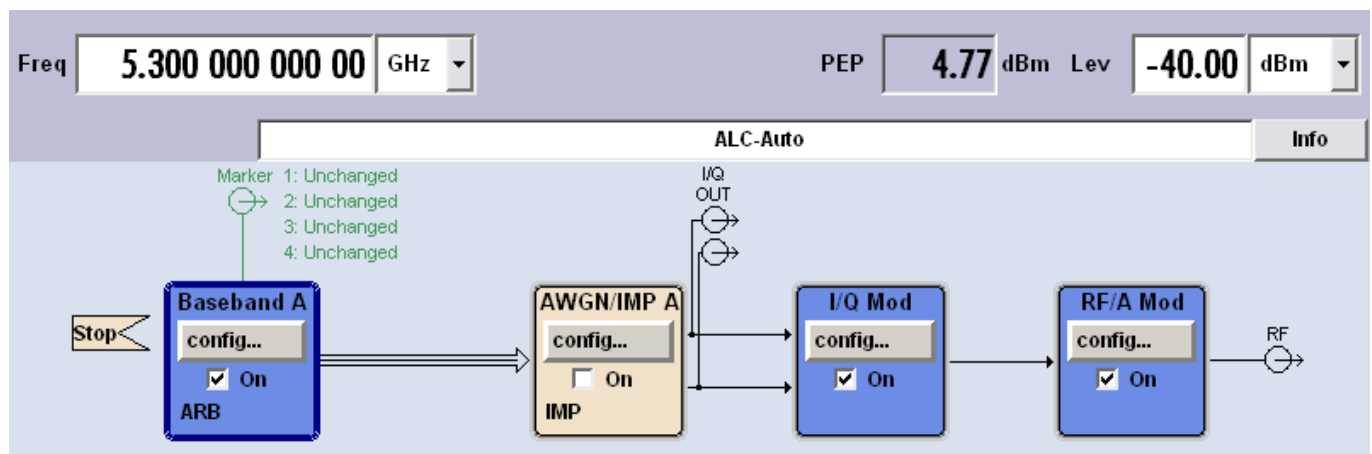 Freq 5.300 000 000 00 GHz PEP 4.77 dBm Lev -40.00 dBm
ALC-Auto Info
Marker 1: Unchanged
2: Unchanged
3: Unchanged
4: Unchanged
I/Q
OUT
Stop
Baseband A
config...
On
ARB
AWGN/IMP A
config...
On
IMP
I/Q Mod
config...
On
RF/A Mod
config...
On
RF